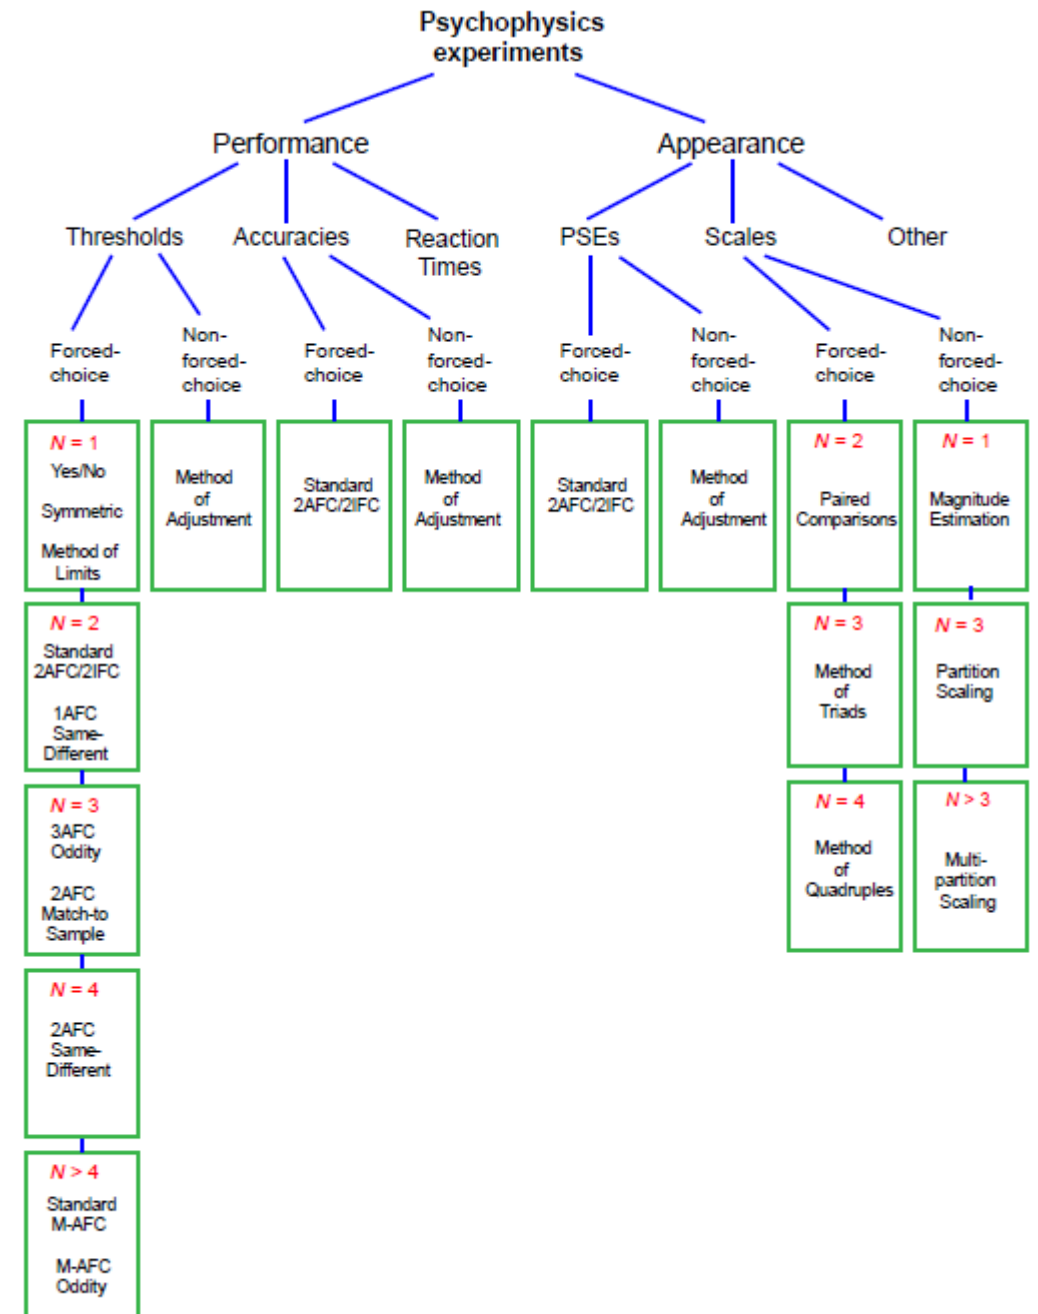 Psychophysics
experiments
Performance
Appearance
Thresholds
Accuracies
Reaction
Times
PSEs
Scales
Other
Forced-
choice
Non-
forced-
choice
Forced-
choice
Non-
forced-
choice
Forced-
choice
Non-
forced-
choice
Forced-
choice
Non-
forced-
choice
N = 1
Yes/No
Symmetric
Method of
Limits
Method
of
Adjustment
Standard
2AFC/2IFC
Method
of
Adjustment
Standard
2AFC/2IFC
Method
of
Adjustment
N = 2
Paired
Comparisons
N = 1
Magnitude
Estimation
N = 2
Standard
2AFC/2IFC
1AFC
Same-
Different
N = 3
Method
of
Triads
N = 3
Partition
Scaling
N = 3
3AFC
Oddity
2AFC
Match-to
Sample
N = 4
Method
of
Quadruples
N > 3
Multi-
partition
Scaling
N = 4
2AFC
Same-
Different
N > 4
Standard
M-AFC
M-AFC
Oddity